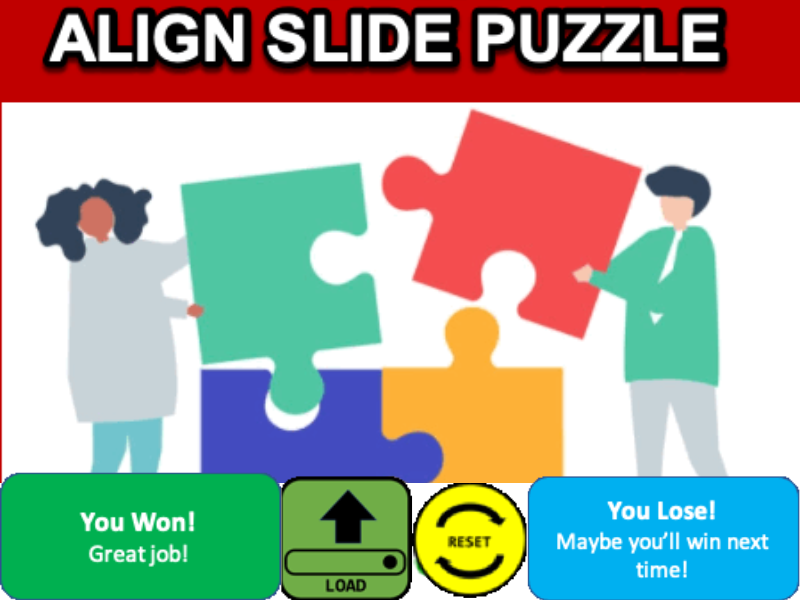 ALIGN SLIDE PUZZLE
You Won!
Great job!
LOAD
RESET
You Lose!
Maybe you'll win next
time!